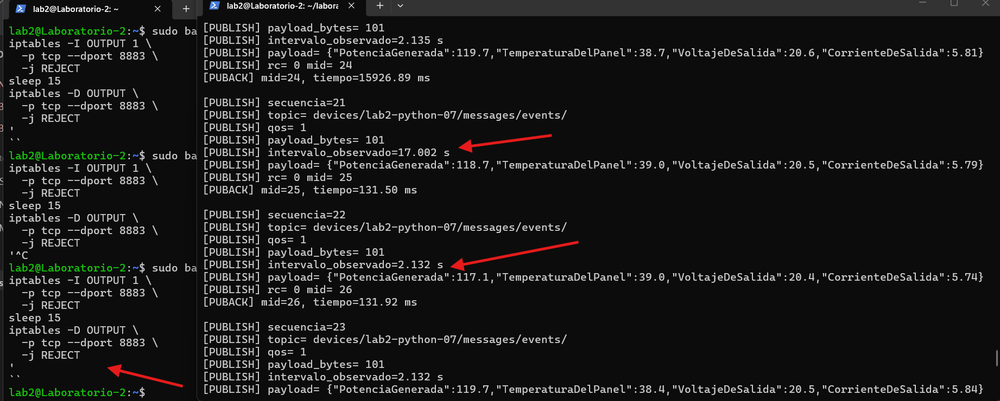 lab2@Laboratorio-2: ~
lab2@Laboratorio-2:~$ sudo ba
iptables -I OUTPUT 1 \
-p tcp --dport 8883 \
-j REJECT
sleep 15
iptables -D OUTPUT \
-p tcp --dport 8883 \
-j REJECT
'
``
lab2@Laboratorio-2:~$ sudo ba
iptables -I OUTPUT 1 \
-p tcp --dport 8883 \
-j REJECT
sleep 15
iptables -D OUTPUT \
-p tcp --dport 8883 \
-j REJECT
'^C
lab2@Laboratorio-2:~$ sudo ba
iptables -I OUTPUT 1 \
-p tcp --dport 8883 \
-j REJECT
sleep 15
iptables -D OUTPUT \
-p tcp --dport 8883 \
-j REJECT
'
``
lab2@Laboratorio-2:~$
lab2@Laboratorio-2: ~/labora
[PUBLISH] payload_bytes= 101
[PUBLISH] intervalo_observado=2.135 s
[PUBLISH] payload= {"PotenciaGenerada":119.7,"TemperaturaDelPanel":38.7,"VoltajeDeSalida":20.6,"CorrienteDeSalida":5.81}
[PUBLISH] rc= 0 mid= 24
[PUBACK] mid=24, tiempo=15926.89 ms
[PUBLISH] secuencia=21
[PUBLISH] topic= devices/lab2-python-07/messages/events/
[PUBLISH] qos= 1
[PUBLISH] payload_bytes= 101
[PUBLISH] intervalo_observado=17.002 s
[PUBLISH] payload= {"PotenciaGenerada":118.7,"TemperaturaDelPanel":39.0,"VoltajeDeSalida":20.5,"CorrienteDeSalida":5.79}
[PUBLISH] rc= 0 mid= 25
[PUBACK] mid=25, tiempo=131.50 ms
[PUBLISH] secuencia=22
[PUBLISH] topic= devices/lab2-python-07/messages/events/
[PUBLISH] qos= 1
[PUBLISH] payload_bytes= 101
[PUBLISH] intervalo_observado=2.132 s
[PUBLISH] payload= {"PotenciaGenerada":117.1,"TemperaturaDelPanel":39.0,"VoltajeDeSalida":20.4,"CorrienteDeSalida":5.74}
[PUBLISH] rc= 0 mid= 26
[PUBACK] mid=26, tiempo=131.92 ms
[PUBLISH] secuencia=23
[PUBLISH] topic= devices/lab2-python-07/messages/events/
[PUBLISH] qos= 1
[PUBLISH] payload_bytes= 101
[PUBLISH] intervalo_observado=2.132 s
[PUBLISH] payload= {"PotenciaGenerada":119.7,"TemperaturaDelPanel":38.4,"VoltajeDeSalida":20.5,"CorrienteDeSalida":5.84}